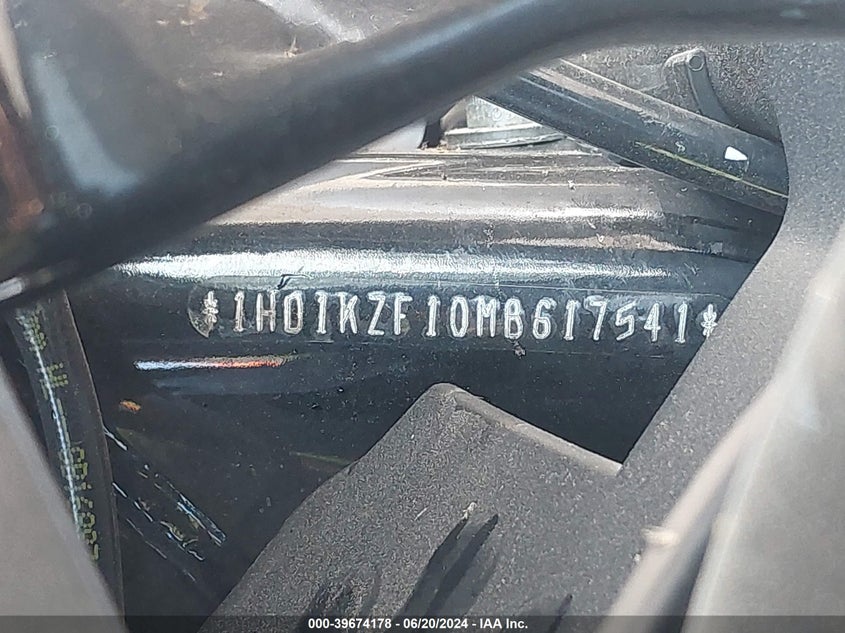 *1HD1KZF10MB617541*
000-39674178 — 06/20/2024 — IAA Inc.